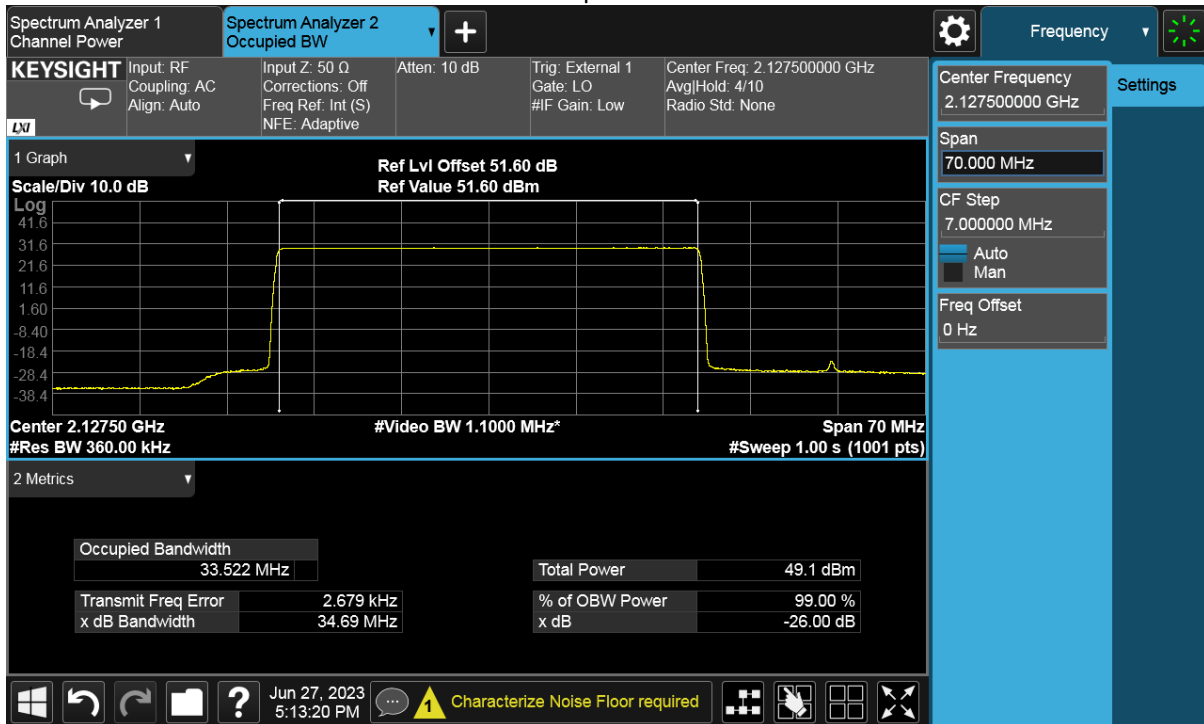 Spectrum Analyzer 1
Channel Power
Spectrum Analyzer 2
Occupied BW
Frequency
KEYSIGHT
LXI
Input: RF
Coupling: AC
Align: Auto
Input Z: 50 Ω
Corrections: Off
Freq Ref: Int (S)
NFE: Adaptive
Atten: 10 dB
Trig: External 1
Gate: LO
#IF Gain: Low
Center Freq: 2.127500000 GHz
Avg|Hold: 4/10
Radio Std: None
Center Frequency
2.127500000 GHz
Settings
Span
70.000 MHz
CF Step
7.000000 MHz
Auto
Man
Freq Offset
0 Hz
1 Graph
Scale/Div 10.0 dB
Ref Lvl Offset 51.60 dB
Ref Value 51.60 dBm
Log
41.6
31.6
21.6
11.6
1.60
-8.40
-18.4
-28.4
-38.4
Center 2.12750 GHz
#Video BW 1.1000 MHz*
Span 70 MHz
#Res BW 360.00 kHz
#Sweep 1.00 s (1001 pts)
2 Metrics
Occupied Bandwidth
33.522 MHz
Total Power 49.1 dBm
Transmit Freq Error 2.679 kHz
% of OBW Power 99.00 %
x dB Bandwidth 34.69 MHz
x dB -26.00 dB
?
Jun 27, 2023
5:13:20 PM
1
Characterize Noise Floor required